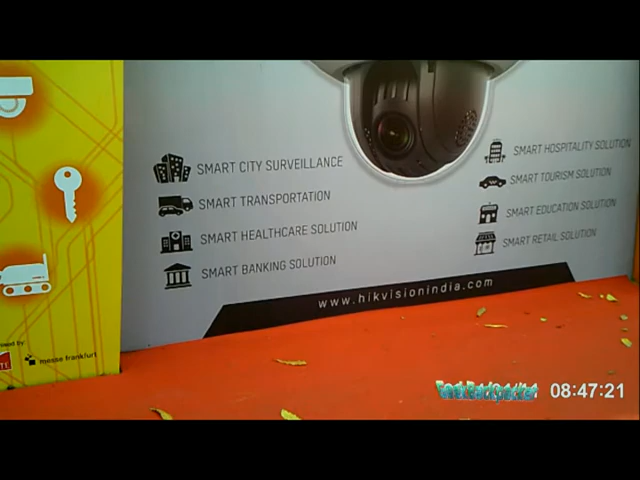 SMART CITY SURVEILLANCE
SMART TRANSPORTATION
SMART HEALTHCARE SOLUTION
SMART BANKING SOLUTION
SMART HOSPITALITY SOLUTION
SMART TOURISM SOLUTION
SMART EDUCATION SOLUTION
SMART RETAIL SOLUTION
www.hikvisionindia.com
messe frankfurt
08:47:21